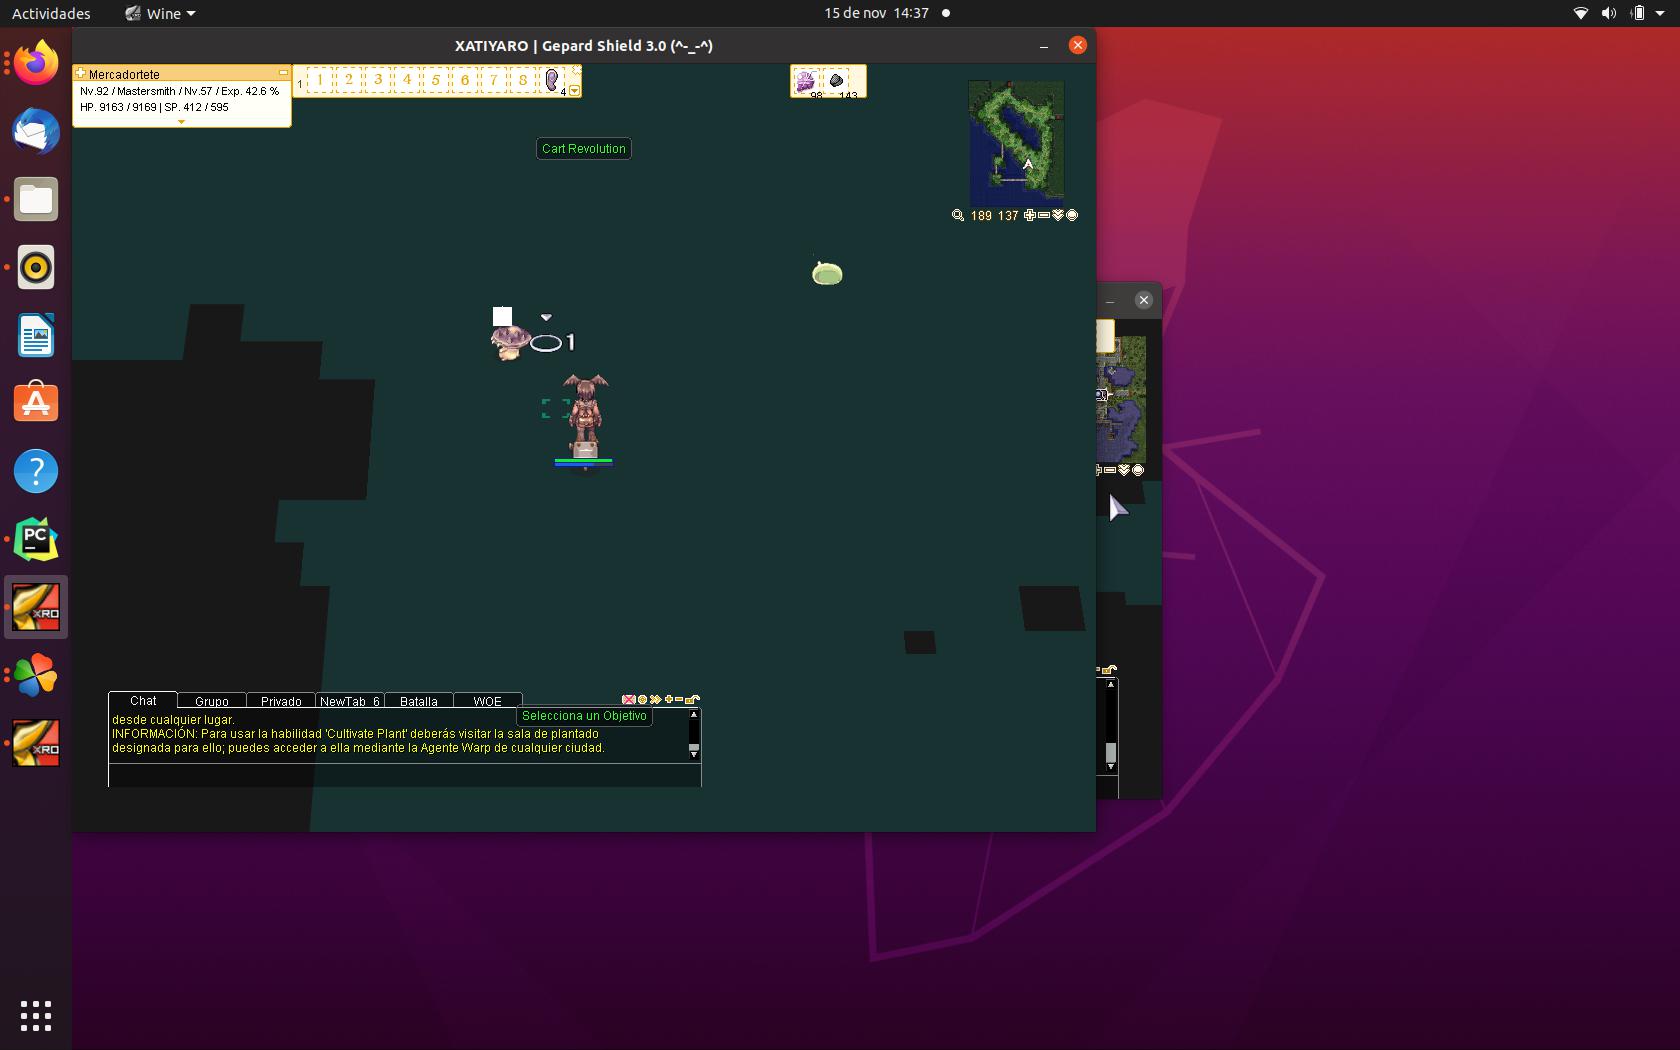 Actividades
Wine
15 de nov 14:37
XATIYARO | Gepard Shield 3.0 (^-_-^)
Mercadortete
Nv.92 / Mastersmith / Nv.57 / Exp. 42.6 %
HP. 9163 / 9169 | SP. 412 / 595
1 1 2 3 4 5 6 7 8 4
98 143
Cart Revolution
189 137
1
Chat Grupo Privado NewTab_6 Batalla WOE
Selecciona un Objetivo
desde cualquier lugar.
INFORMACIÓN: Para usar la habilidad 'Cultivate Plant' deberás visitar la sala de plantado
designada para ello; puedes acceder a ella mediante la Agente Warp de cualquier ciudad.
PC
XRO
XRO